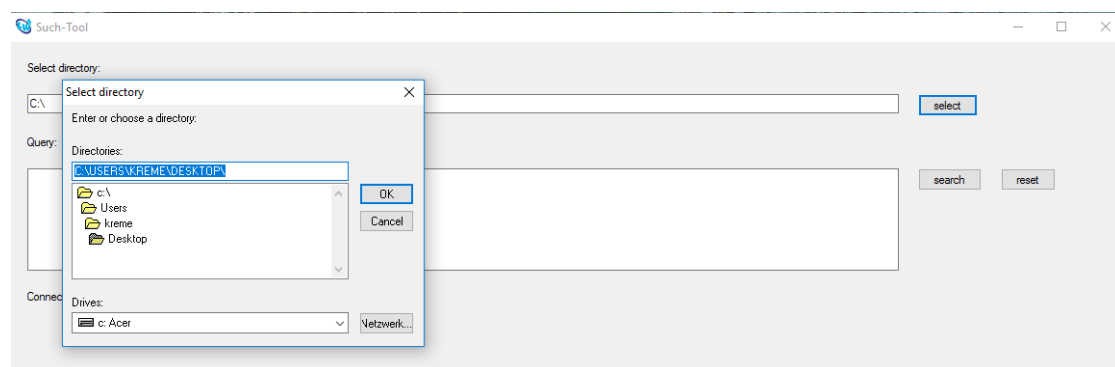 Such-Tool
Select directory:
C:\
select
Select directory
Enter or choose a directory:
Query:
Directories:
C:\USERS\KREME\DESKTOP\
c:\
Users
kreme
Desktop
OK
Cancel
search
reset
Connec
Drives:
c: Acer
Netzwerk...